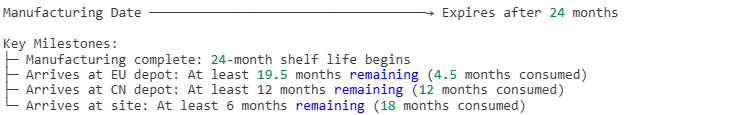 Manufacturing Date ────────────────────────────────────→ Expires after 24 months
Key Milestones:
├─ Manufacturing complete: 24-month shelf life begins
├─ Arrives at EU depot: At least 19.5 months remaining (4.5 months consumed)
├─ Arrives at CN depot: At least 12 months remaining (12 months consumed)
└─ Arrives at site: At least 6 months remaining (18 months consumed)